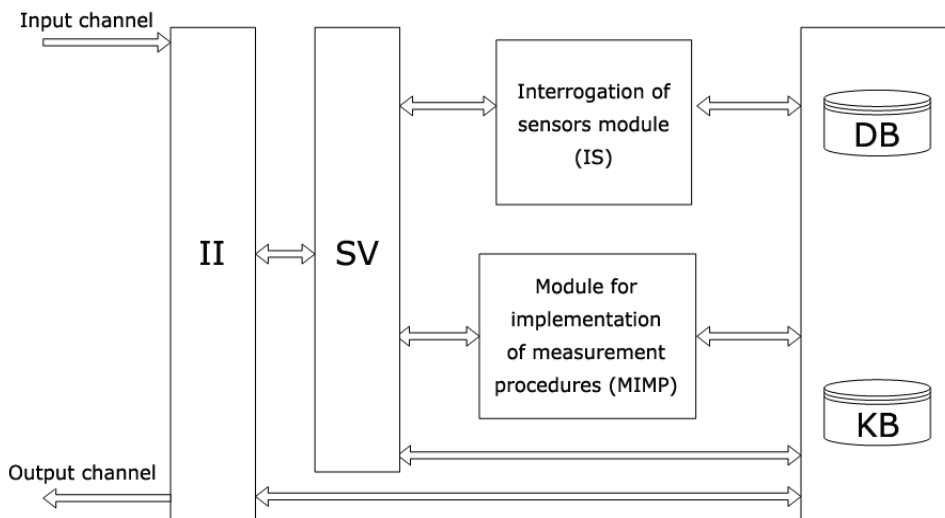 Input channel
Interrogation of
sensors module
(IS)
DB
II
SV
Module for
implementation
of measurement
procedures (MIMP)
KB
Output channel